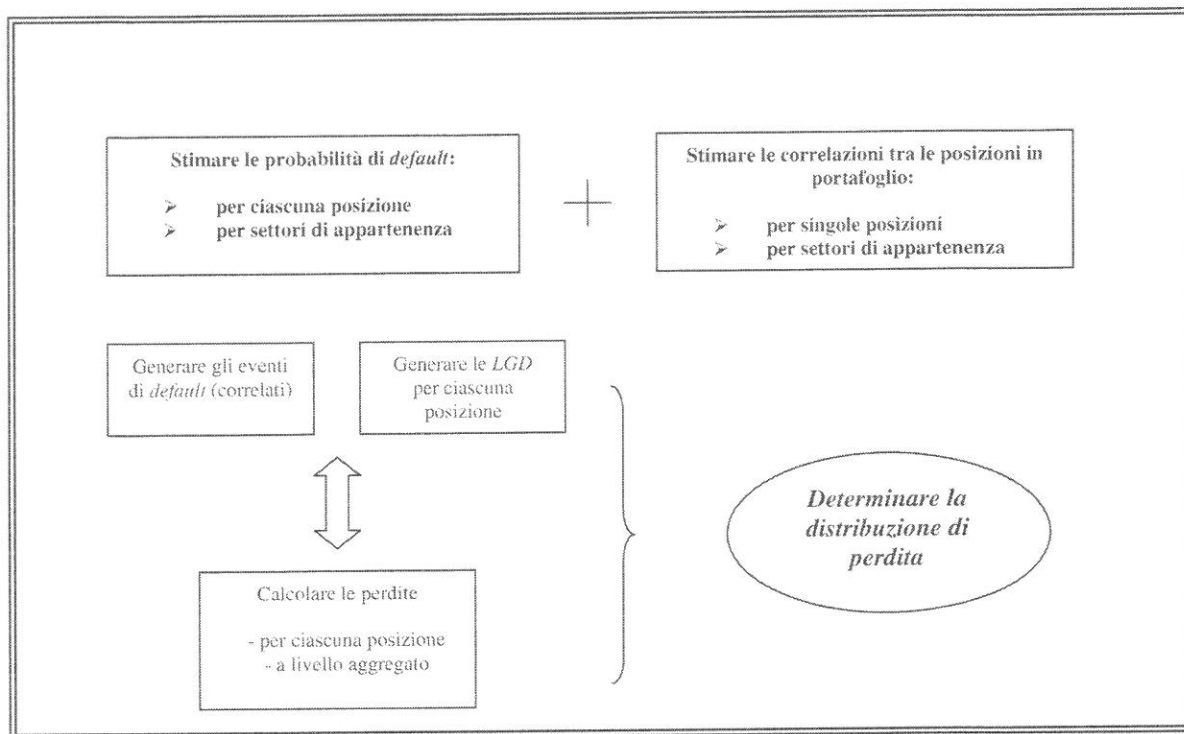 Stimare le probabilità di default:
➢ per ciascuna posizione
➢ per settori di appartenenza
Stimare le correlazioni tra le posizioni in
portafoglio:
➢ per singole posizioni
➢ per settori di appartenenza
Generare gli eventi
di default (correlati)
Generare le LGD
per ciascuna
posizione
Calcolare le perdite
- per ciascuna posizione
- a livello aggregato
Determinare la
distribuzione di
perdita